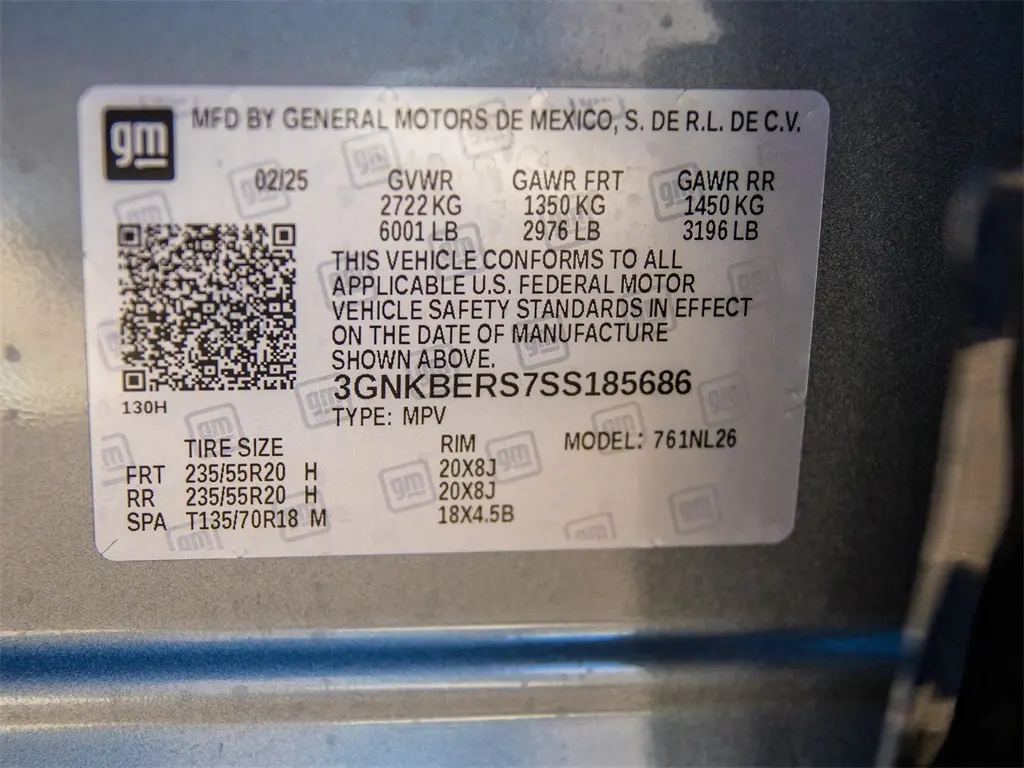 gm
MFD BY GENERAL MOTORS DE MEXICO, S. DE R.L. DE C.V.
02/25 GVWR GAWR FRT GAWR RR
2722 KG 1350 KG 1450 KG
6001 LB 2976 LB 3196 LB
THIS VEHICLE CONFORMS TO ALL
APPLICABLE U.S. FEDERAL MOTOR
VEHICLE SAFETY STANDARDS IN EFFECT
ON THE DATE OF MANUFACTURE
SHOWN ABOVE.
3GNKBERS7SS185686
130H
TYPE: MPV
TIRE SIZE RIM MODEL: 761NL26
FRT 235/55R20 H 20X8J
RR 235/55R20 H 20X8J
SPA T135/70R18 M 18X4.5B